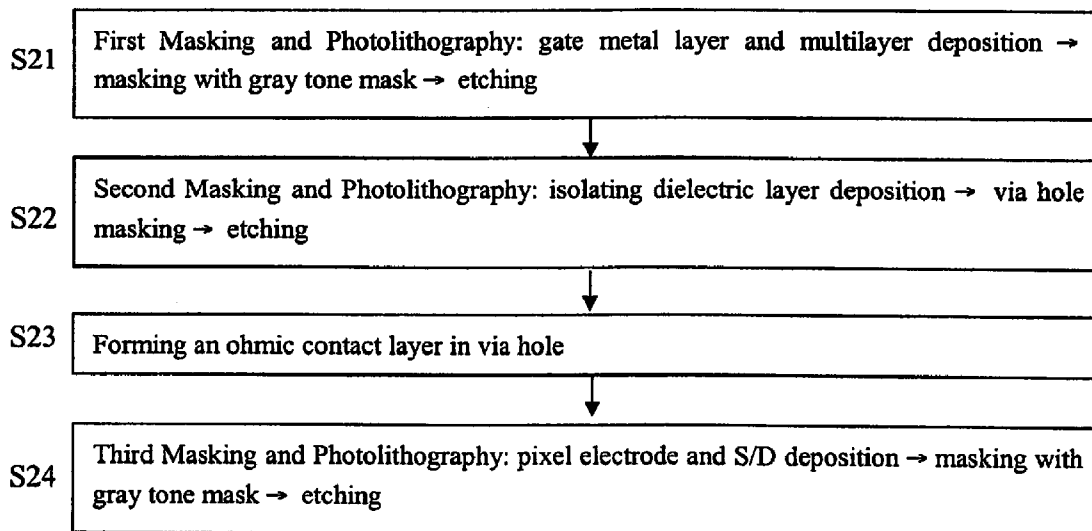 S21
First Masking and Photolithography: gate metal layer and multilayer deposition →
masking with gray tone mask → etching
S22
Second Masking and Photolithography: isolating dielectric layer deposition → via hole
masking → etching
S23
Forming an ohmic contact layer in via hole
S24
Third Masking and Photolithography: pixel electrode and S/D deposition → masking with
gray tone mask → etching